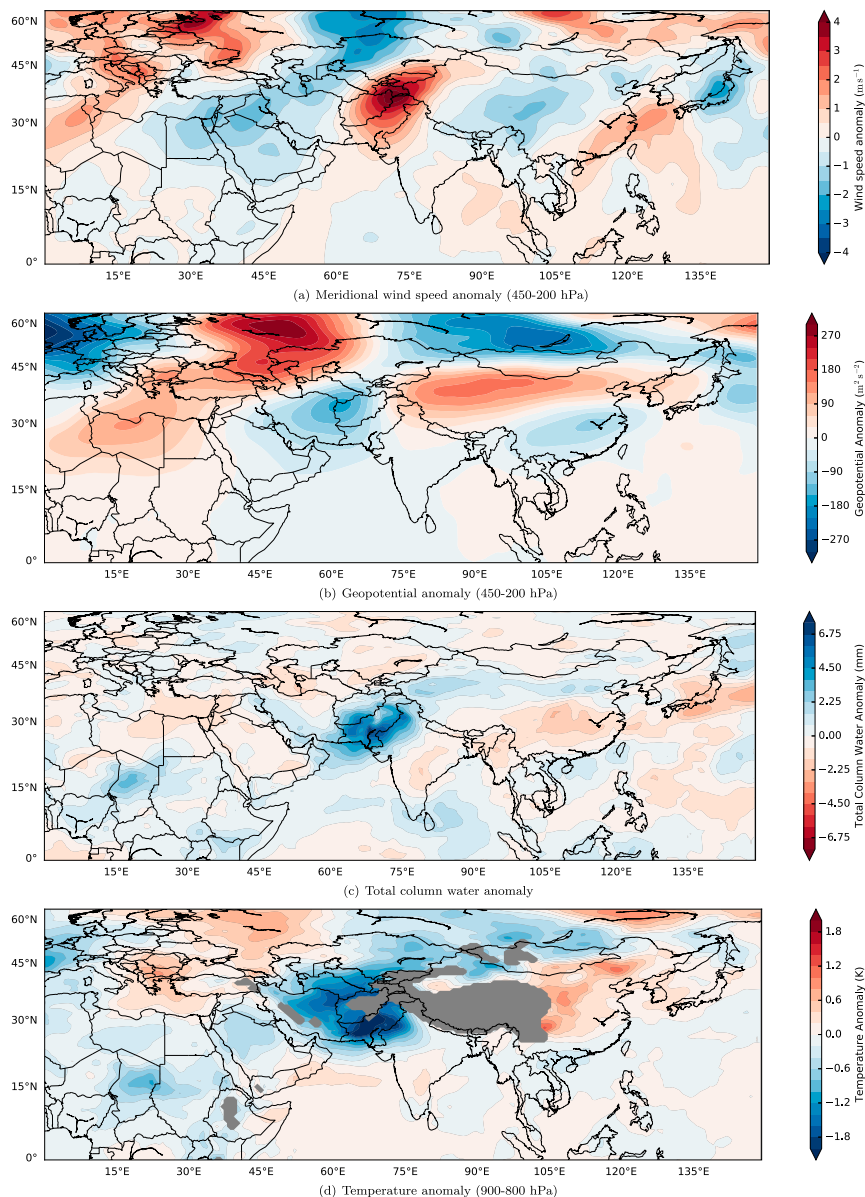 60°N
45°N
30°N
15°N
0°
15°E 30°E 45°E 60°E 75°E 90°E 105°E 120°E 135°E
4
3
2
1
0
−1
−2
−3
−4
Wind speed anomaly (m s⁻¹)
(a) Meridional wind speed anomaly (450-200 hPa)
60°N
45°N
30°N
15°N
0°
15°E 30°E 45°E 60°E 75°E 90°E 105°E 120°E 135°E
270
180
90
0
−90
−180
−270
Geopotential Anomaly (m² s⁻²)
(b) Geopotential anomaly (450-200 hPa)
60°N
45°N
30°N
15°N
0°
15°E 30°E 45°E 60°E 75°E 90°E 105°E 120°E 135°E
6.75
4.50
2.25
0.00
−2.25
−4.50
−6.75
Total Column Water Anomaly (mm)
(c) Total column water anomaly
60°N
45°N
30°N
15°N
0°
15°E 30°E 45°E 60°E 75°E 90°E 105°E 120°E 135°E
1.8
1.2
0.6
0.0
−0.6
−1.2
−1.8
Temperature Anomaly (K)
(d) Temperature anomaly (900-800 hPa)